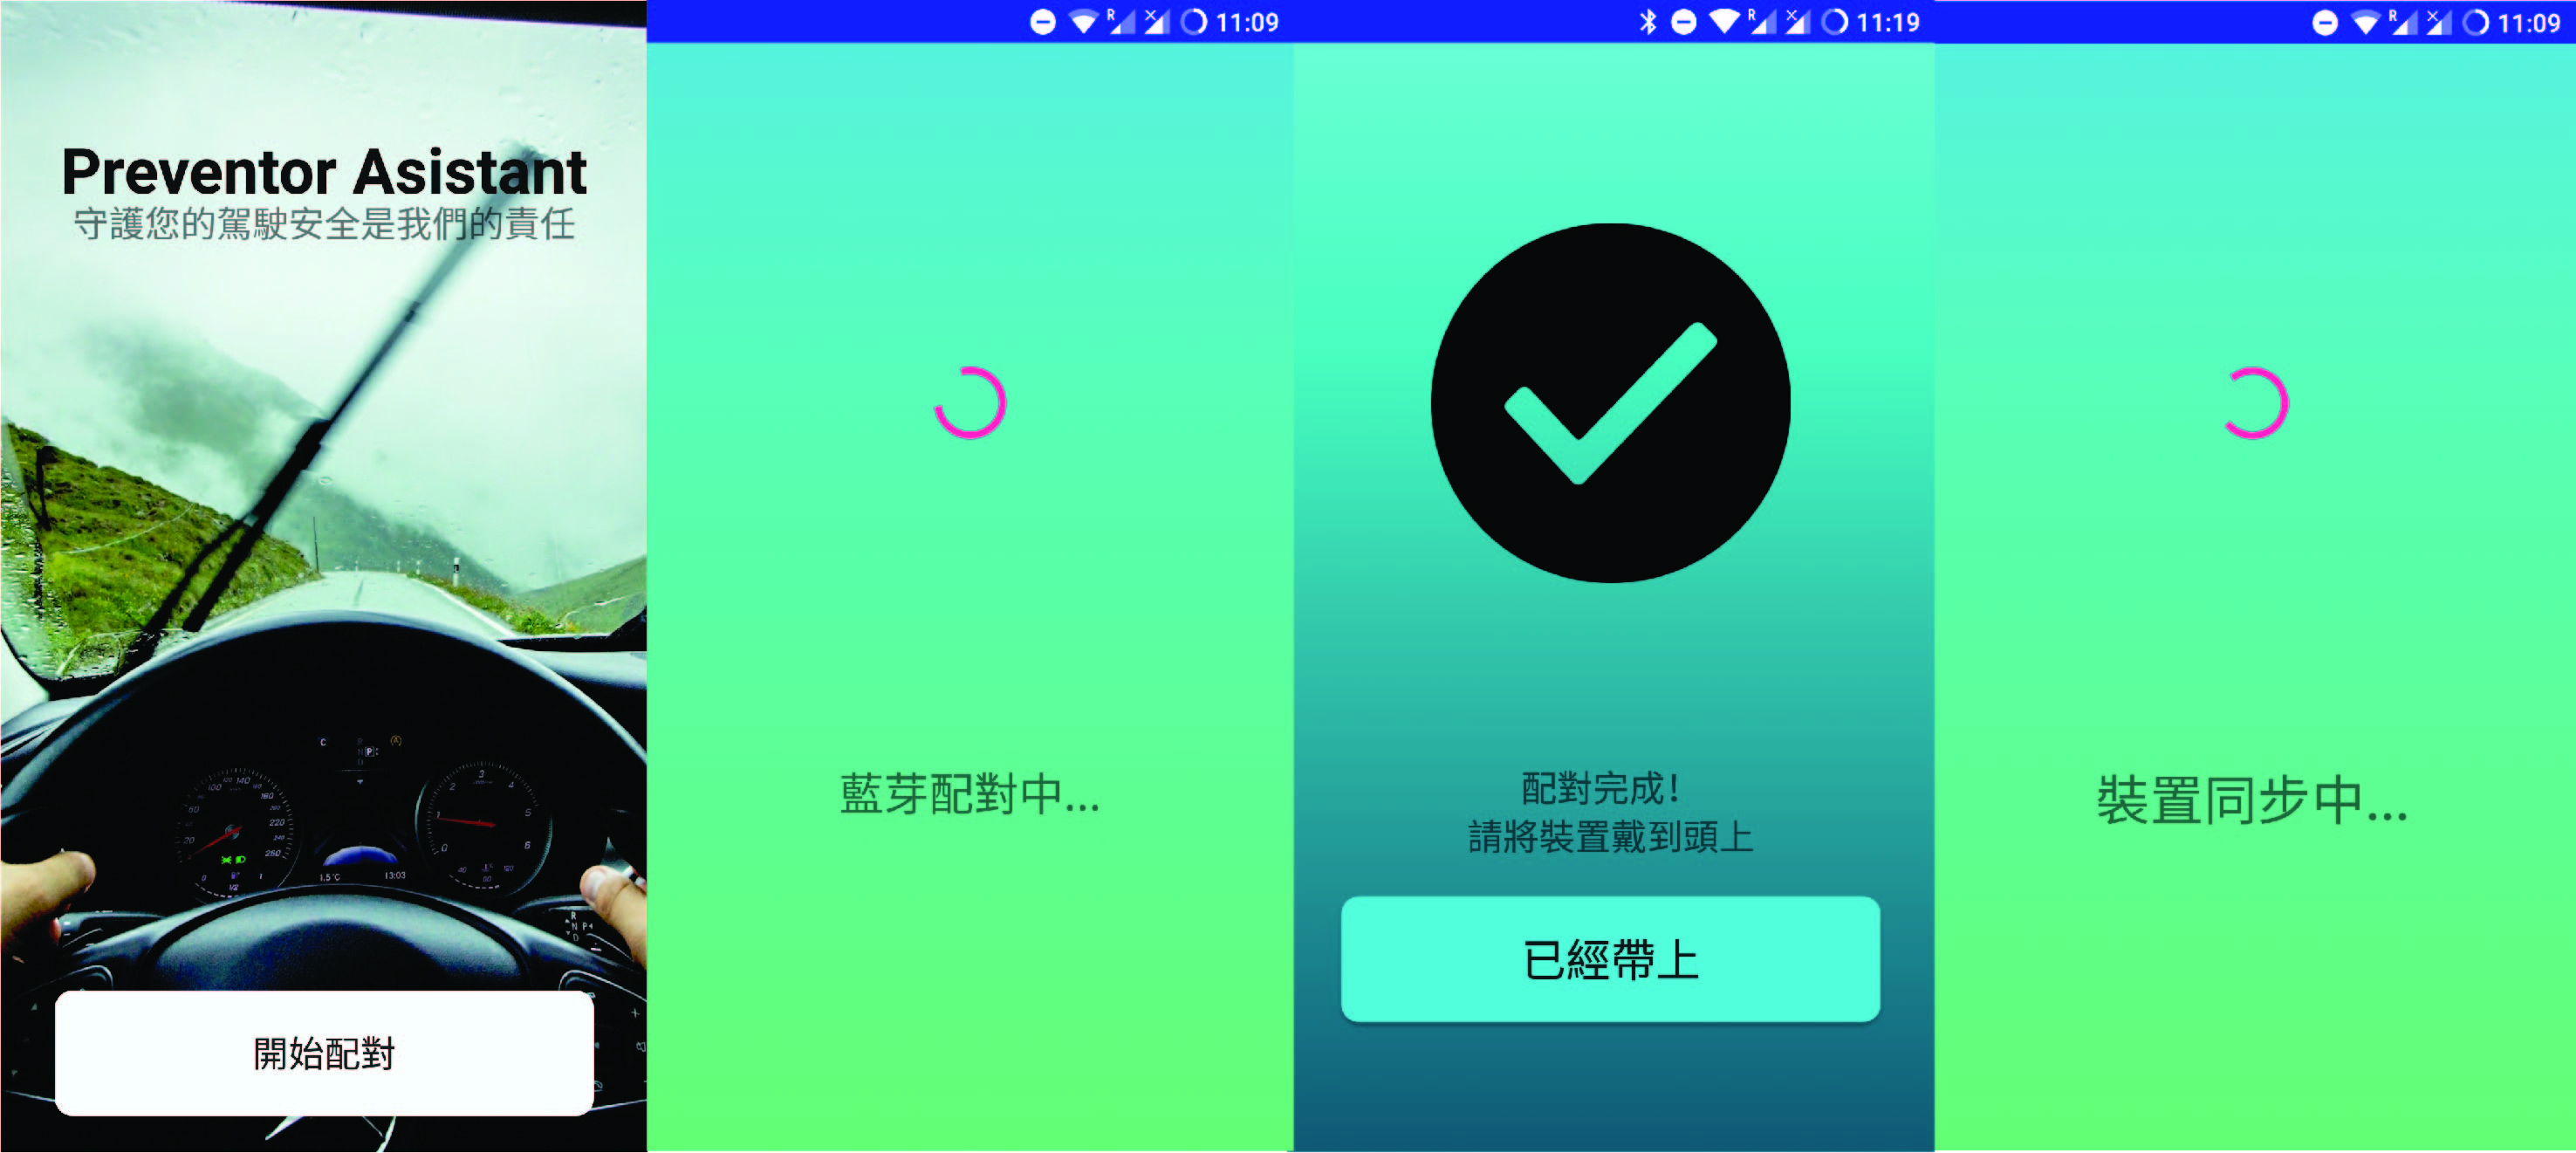 Preventor Asistant
守護您的駕駛安全是我們的責任
開始配對
11:09
藍芽配對中...
11:19
配對完成!
請將裝置戴到頭上
已經帶上
11:09
裝置同步中...